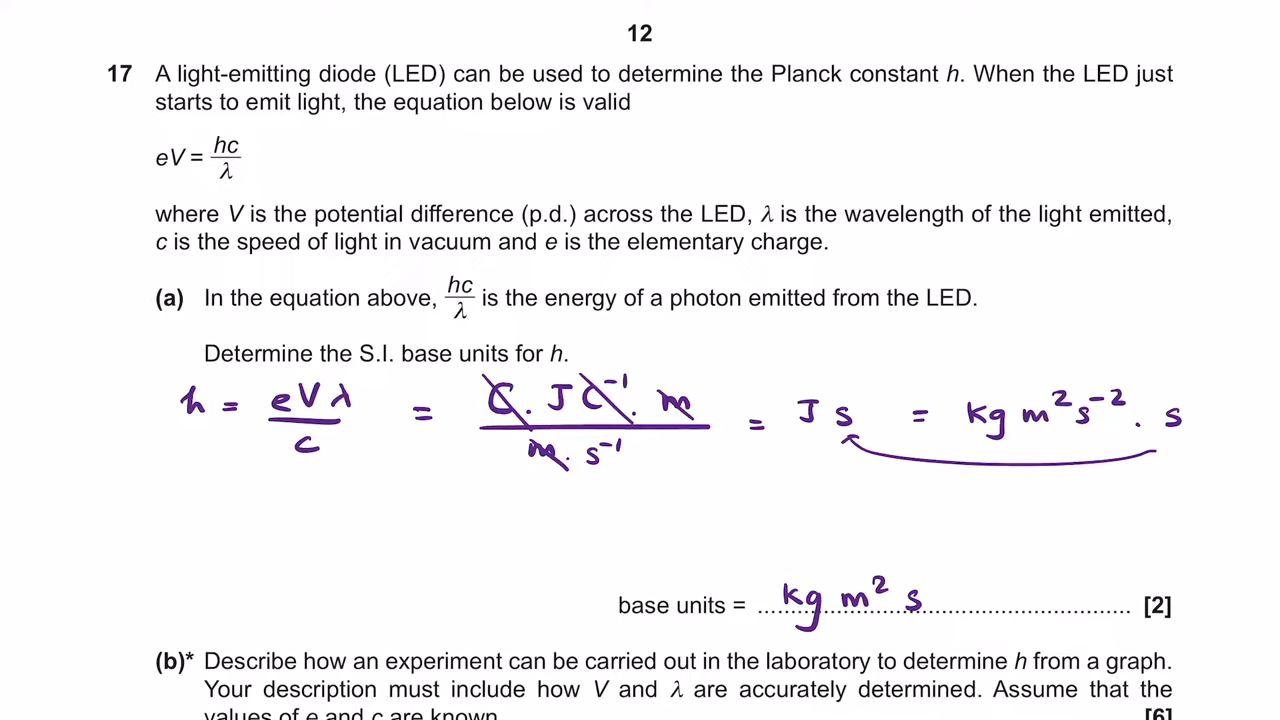 12
17 A light-emitting diode (LED) can be used to determine the Planck constant h. When the LED just
starts to emit light, the equation below is valid
eV = hc/λ
where V is the potential difference (p.d.) across the LED, λ is the wavelength of the light emitted,
c is the speed of light in vacuum and e is the elementary charge.
(a) In the equation above, hc/λ is the energy of a photon emitted from the LED.
Determine the S.I. base units for h.
h = eVλ/c = C. J C⁻¹. m / m. s⁻¹ = J s = kg m² s⁻² . s
base units = kg m² s [2]
(b)* Describe how an experiment can be carried out in the laboratory to determine h from a graph.
Your description must include how V and λ are accurately determined. Assume that the
values of e and c are known. [6]